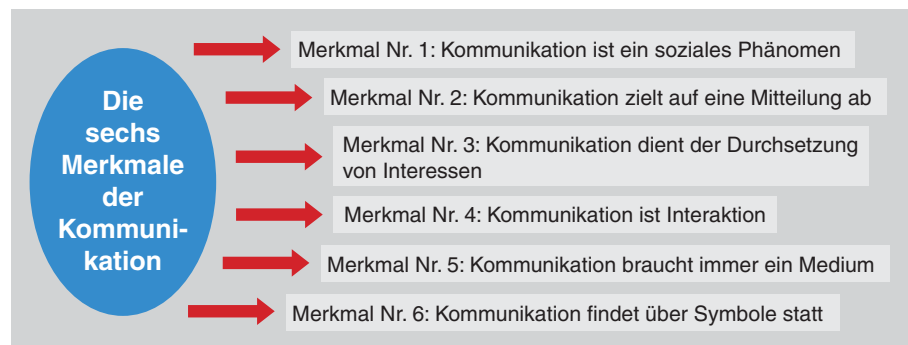 Die
sechs
Merkmale
der
Kommuni-
kation
Merkmal Nr. 1: Kommunikation ist ein soziales Phänomen
Merkmal Nr. 2: Kommunikation zielt auf eine Mitteilung ab
Merkmal Nr. 3: Kommunikation dient der Durchsetzung
von Interessen
Merkmal Nr. 4: Kommunikation ist Interaktion
Merkmal Nr. 5: Kommunikation braucht immer ein Medium
Merkmal Nr. 6: Kommunikation findet über Symbole statt